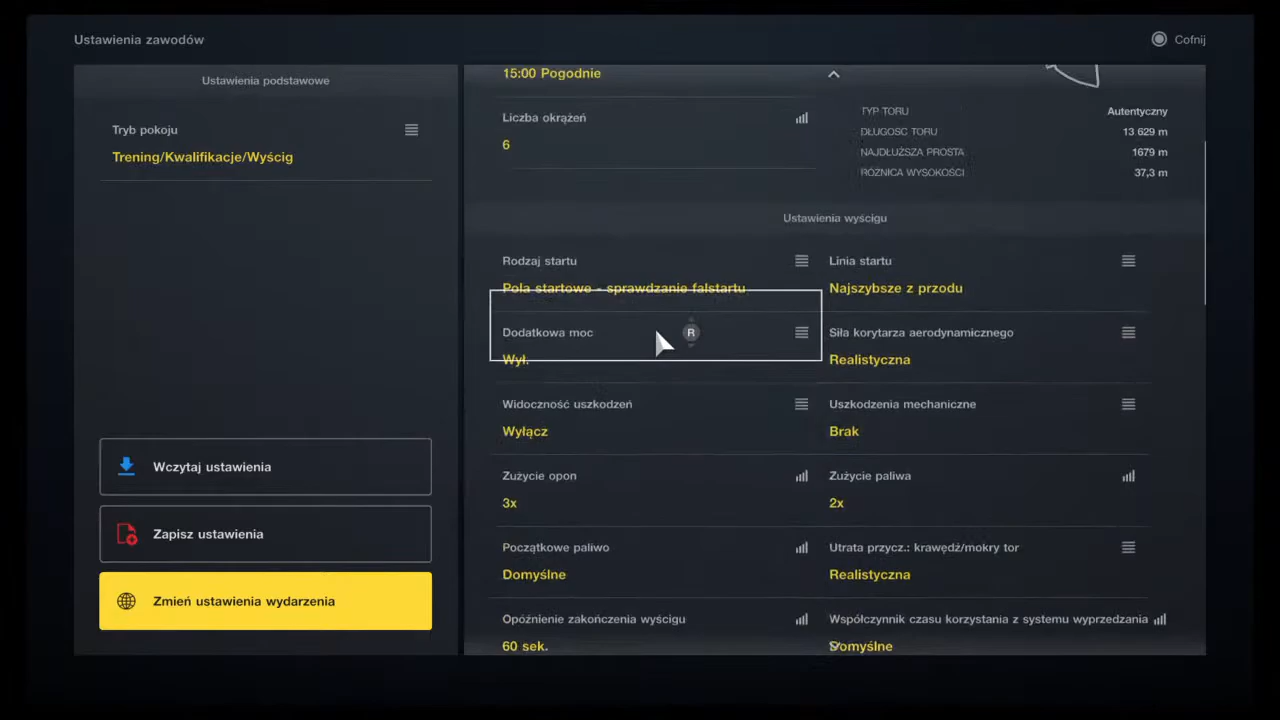 Ustawienia zawodów
Cofnij
Ustawienia podstawowe
Tryb pokoju
Trening/Kwalifikacje/Wyścig
Wczytaj ustawienia
Zapisz ustawienia
Zmień ustawienia wydarzenia
15:00 Pogodnie
Liczba okrążeń
6
TYP TORU Autentyczny
DŁUGOŚĆ TORU 13 629 m
NAJDŁUŻSZA PROSTA 1679 m
RÓŻNICA WYSOKOŚCI 37,3 m
Ustawienia wyścigu
Rodzaj startu
Pola startowe - sprawdzanie falstartu
Linia startu
Najszybsze z przodu
Dodatkowa moc
R
Wył.
Siła korytarza aerodynamicznego
Realistyczna
Widoczność uszkodzeń
Wyłącz
Uszkodzenia mechaniczne
Brak
Zużycie opon
3x
Zużycie paliwa
2x
Początkowe paliwo
Domyślne
Utrata przycz.: krawędź/mokry tor
Realistyczna
Opóźnienie zakończenia wyścigu
60 sek.
Współczynnik czasu korzystania z systemu wyprzedzania
Domyślne